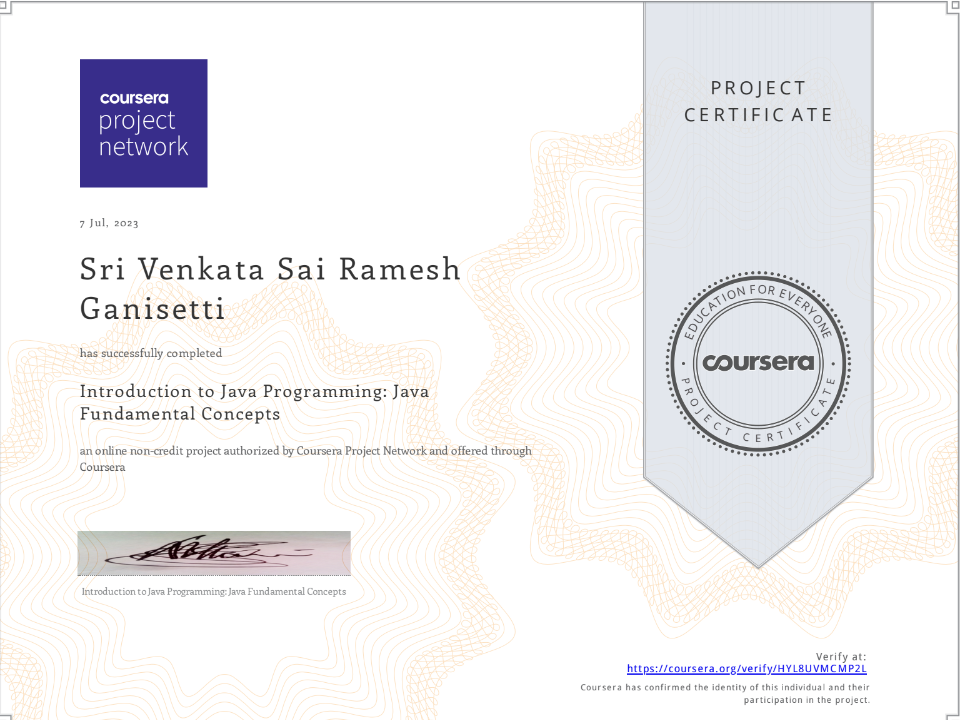 coursera
project
network
PROJECT
CERTIFICATE
7 Jul, 2023
Sri Venkata Sai Ramesh
Ganisetti
has successfully completed
Introduction to Java Programming: Java
Fundamental Concepts
an online non-credit project authorized by Coursera Project Network and offered through
Coursera
Introduction to Java Programming: Java Fundamental Concepts
EDUCATION FOR EVERYONE
coursera
PROJECT CERTIFICATE
Verify at:
https://coursera.org/verify/HYL8UVMCMP2L
Coursera has confirmed the identity of this individual and their
participation in the project.